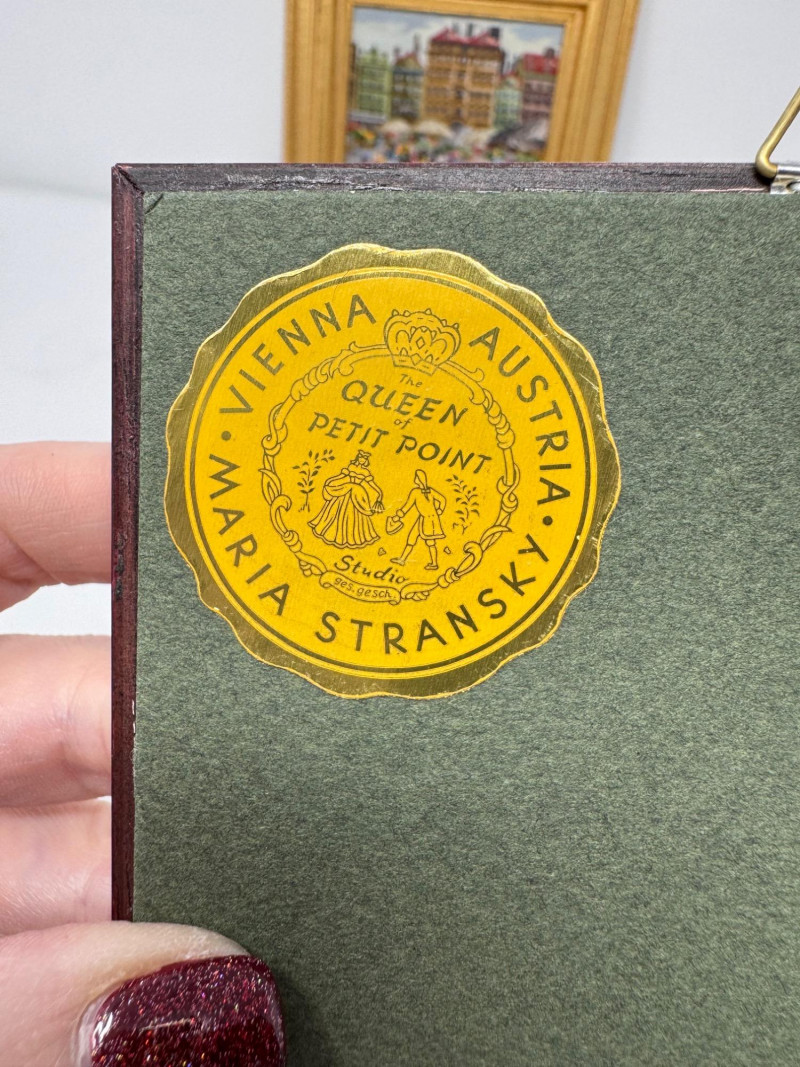 VIENNA AUSTRIA
The
QUEEN
of
PETIT POINT
Studio
ges. gesch.
MARIA STRANSKY